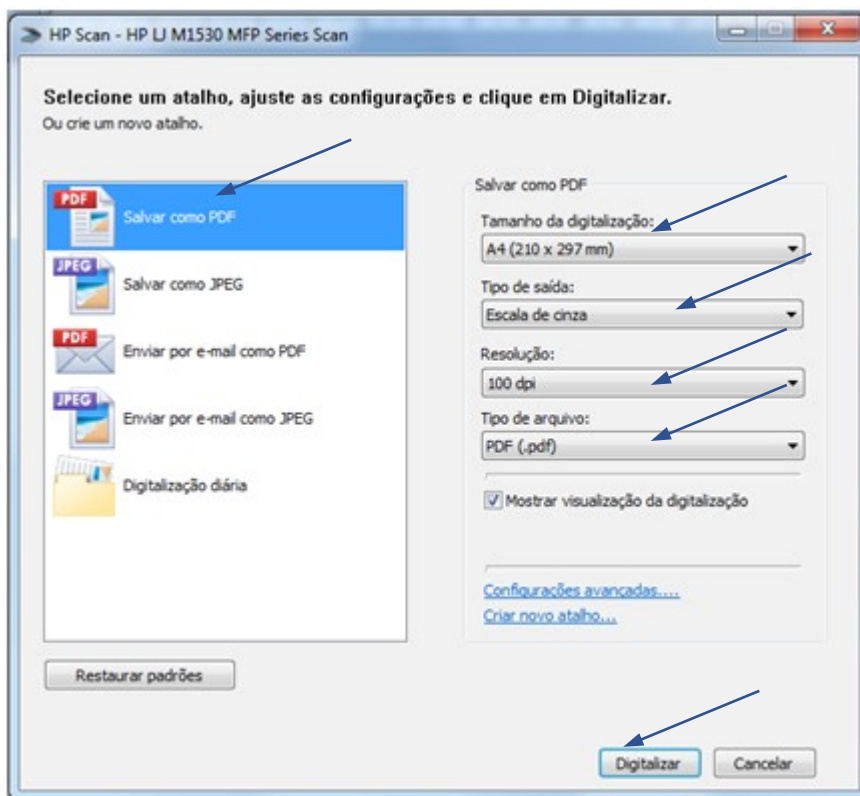 HP Scan - HP LJ M1530 MFP Series Scan
Selecione um atalho, ajuste as configurações e clique em Digitalizar.
Ou crie um novo atalho.
PDF
Salvar como PDF
JPEG
Salvar como JPEG
PDF
Enviar por e-mail como PDF
JPEG
Enviar por e-mail como JPEG
Digitalização diária
Restaurar padrões
Salvar como PDF
Tamanho da digitalização:
A4 (210 x 297 mm)
Tipo de saída:
Escala de cinza
Resolução:
100 dpi
Tipo de arquivo:
PDF (.pdf)
Mostrar visualização da digitalização
Configurações avançadas....
Criar novo atalho...
Digitalizar
Cancelar